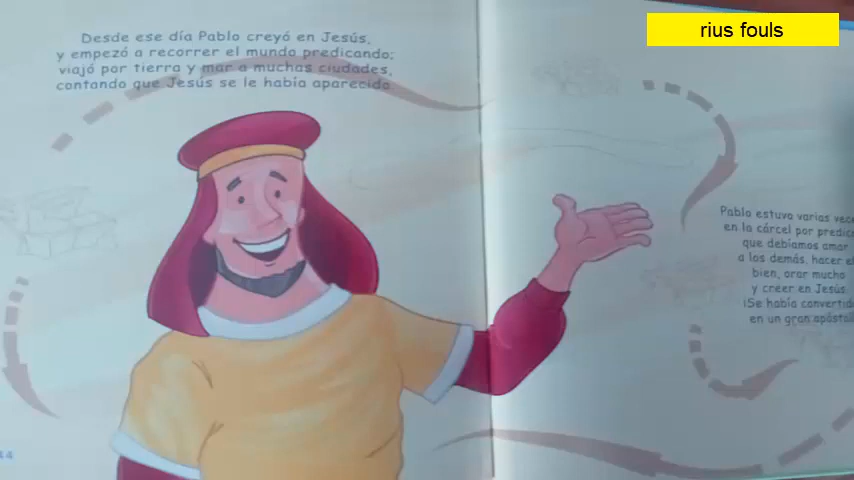 Desde ese día Pablo creyó en Jesús,
y empezó a recorrer el mundo predicando;
viajó por tierra y mar a muchas ciudades,
contando que Jesús se le había aparecido.
rius fouls
Pablo estuvo varias
en la cárcel por
que debíamos amar
a los demás, hacer el
bien, orar mucho
y creer en Jesús.
¡Se había
en un gran
44